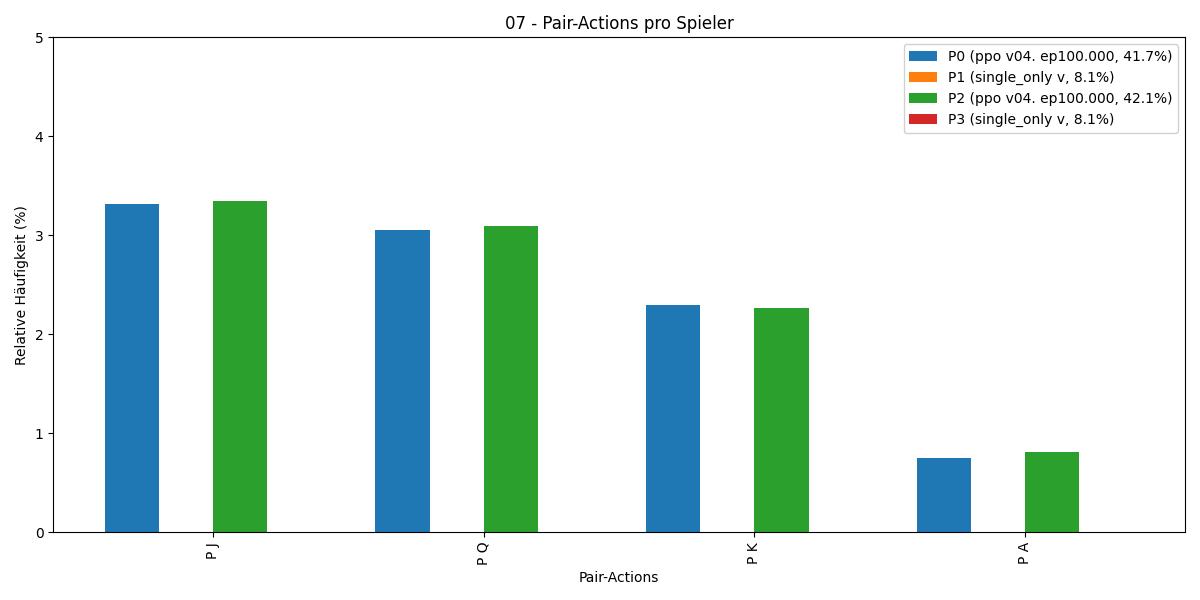 07 - Pair-Actions pro Spieler
P0 (ppo v04. ep100.000, 41.7%)
P1 (single_only v, 8.1%)
P2 (ppo v04. ep100.000, 42.1%)
P3 (single_only v, 8.1%)
Relative Häufigkeit (%)
5
4
3
2
1
0
P J
P Q
P K
P A
Pair-Actions